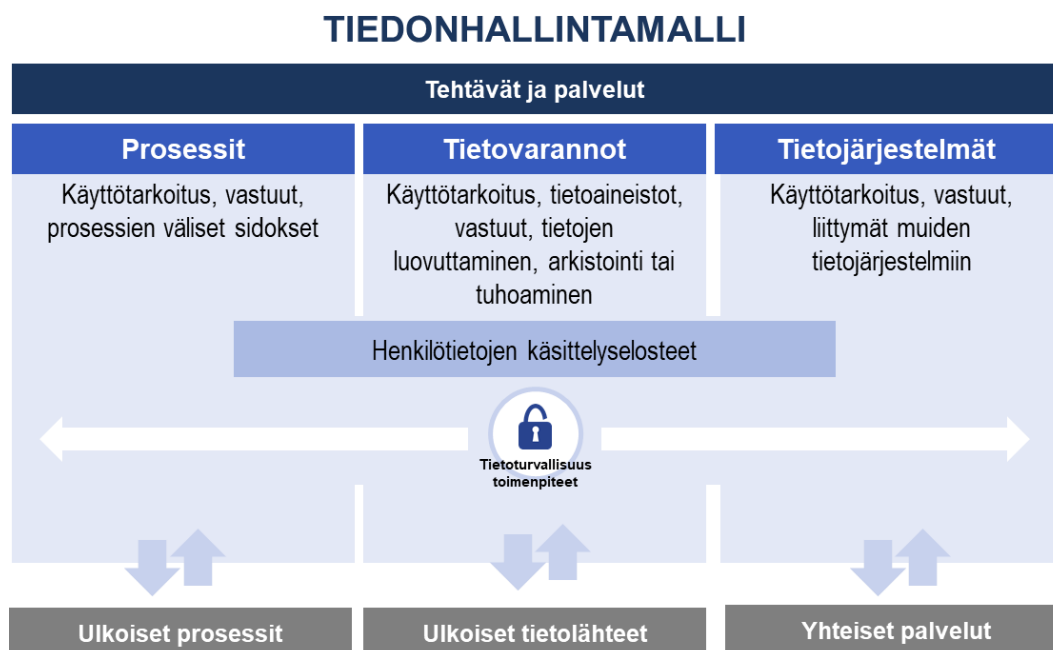 TIEDONHALLINTAMALLI
Tehtävät ja palvelut
Prosessit
Käyttötarkoitus, vastuut,
prosessien väliset sidokset
Tietovarannot
Käyttötarkoitus, tietoaineistot,
vastuut, tietojen
luovuttaminen, arkistointi tai
tuhoaminen
Tietojärjestelmät
Käyttötarkoitus, vastuut,
liittymät muiden
tietojärjestelmiin
Henkilötietojen käsittelyselosteet
Tietoturvallisuus
toimenpiteet
Ulkoiset prosessit
Ulkoiset tietolähteet
Yhteiset palvelut